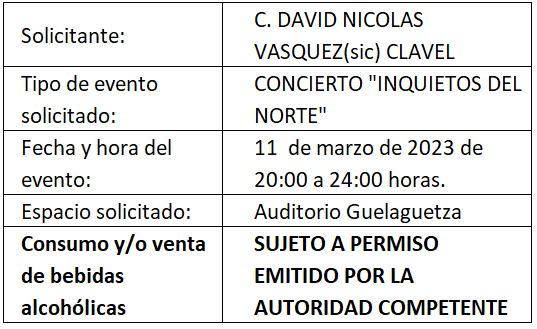 Solicitante:
C. DAVID NICOLAS
VASQUEZ(sic) CLAVEL
Tipo de evento
solicitado:
CONCIERTO "INQUIETOS DEL
NORTE"
Fecha y hora del
evento:
11 de marzo de 2023 de
20:00 a 24:00 horas.
Espacio solicitado:
Auditorio Guelaguetza
Consumo y/o venta
de bebidas
alcohólicas
SUJETO A PERMISO
EMITIDO POR LA
AUTORIDAD COMPETENTE